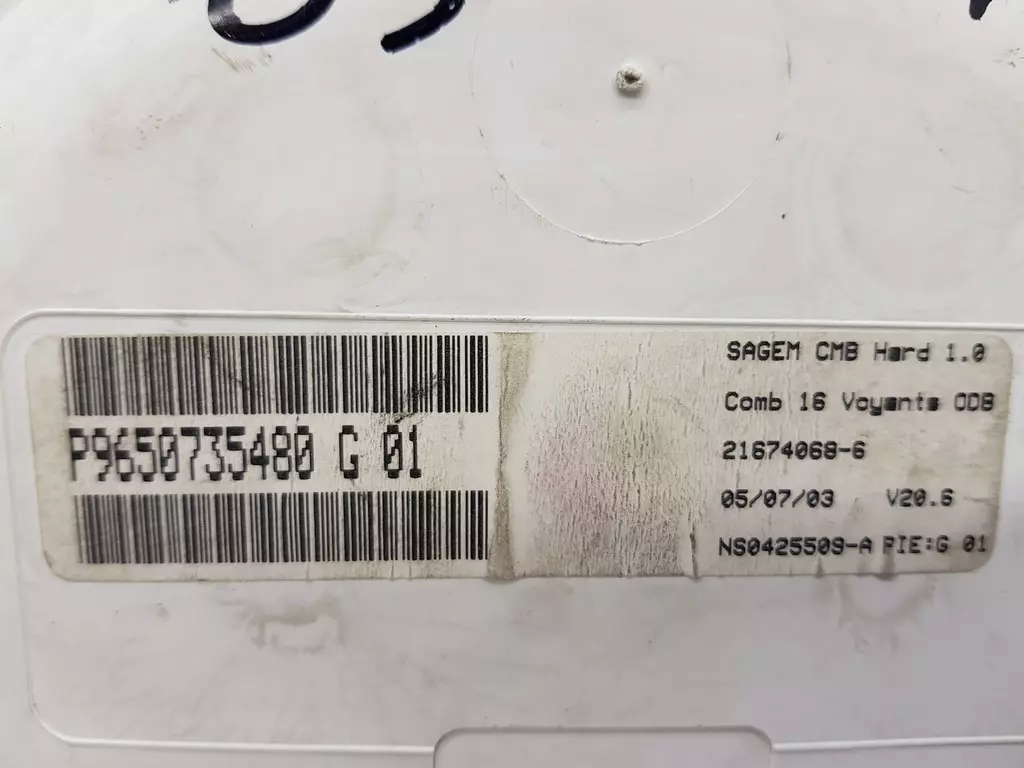 P9650735480 G 01
SAGEM CMB Hard 1.0
Comb 16 Voyants ODB
21674068-6
05/07/03 V20.6
NS0425509-A PIE:G 01